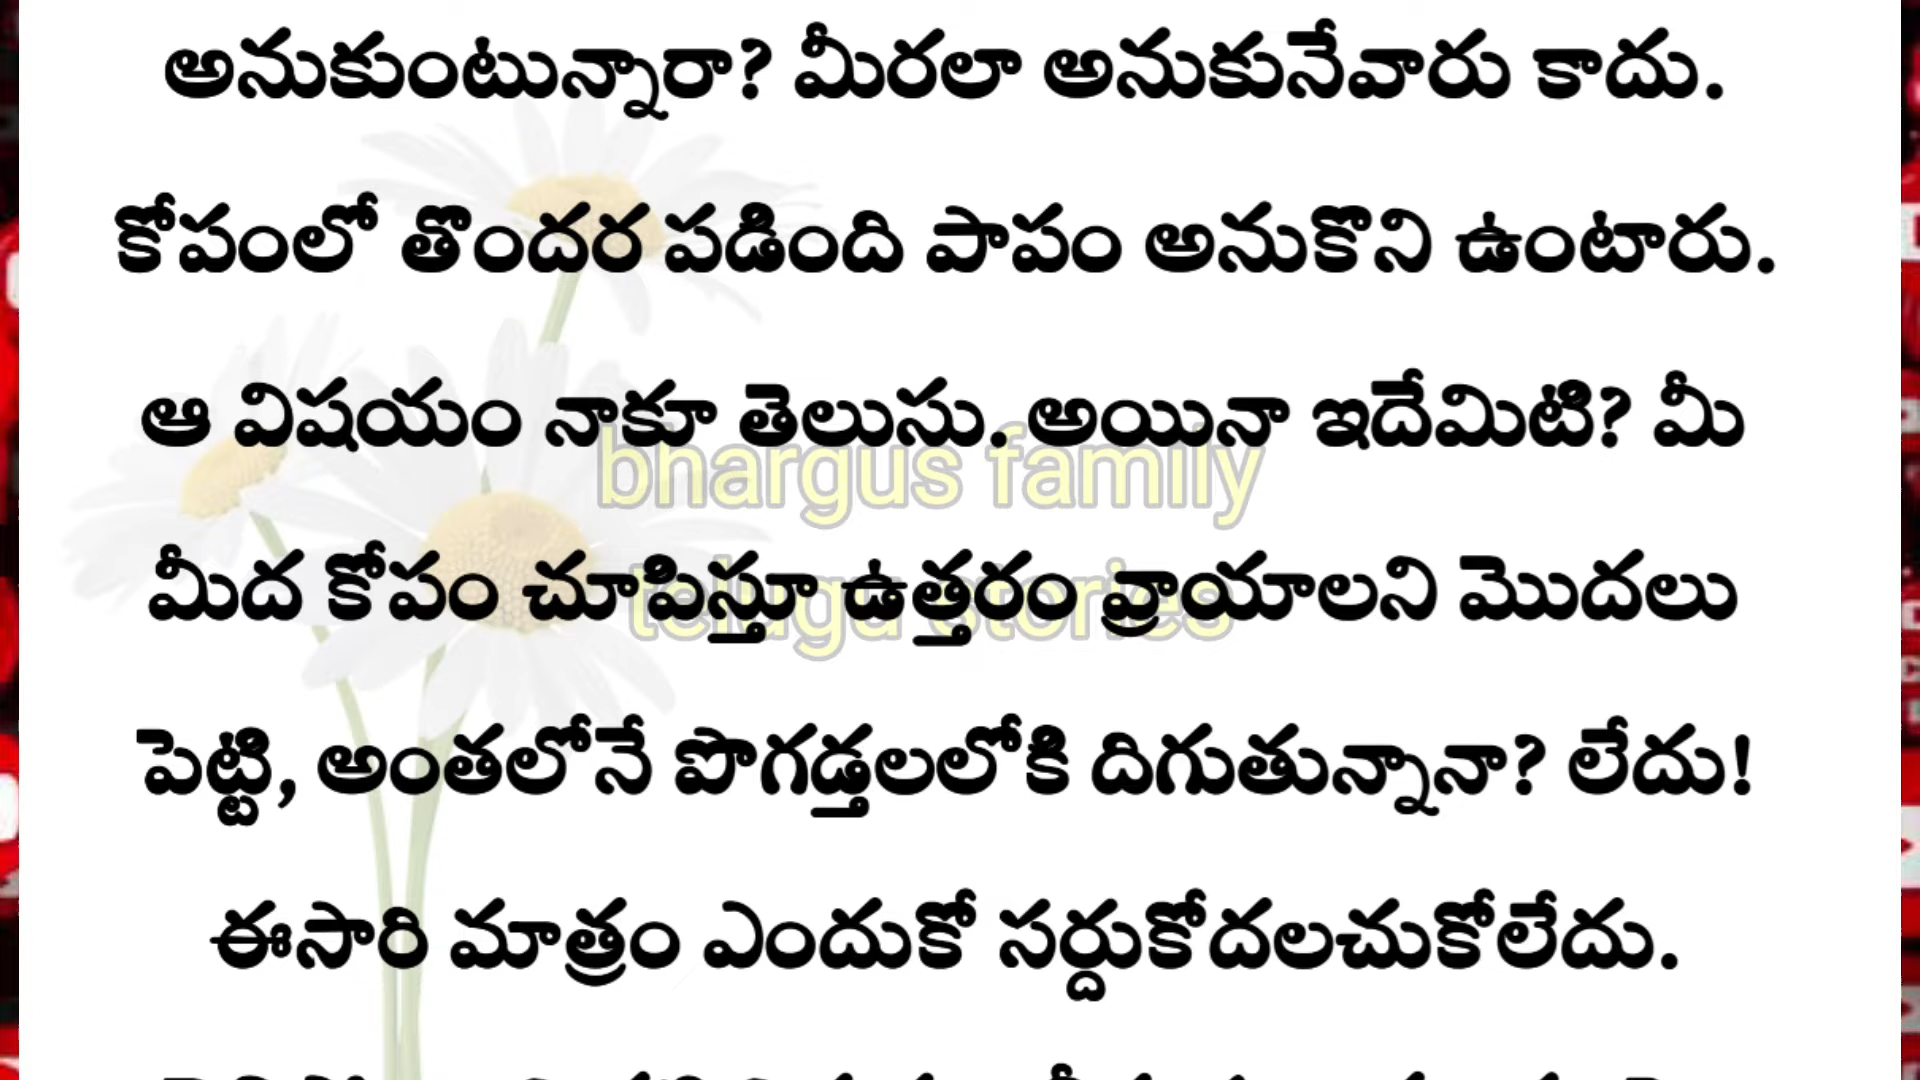 అనుకుంటున్నారా? మీరలా అనుకునేవారు కాదు.
కోపంలో తొందర పడింది పాపం అనుకొని ఉంటారు.
ఆ విషయం నాకూ తెలుసు. అయినా ఇదేమిటి? మీ
bhargus family
మీద కోపం చూపిస్తూ ఉత్తరం వ్రాయాలని మొదలు
telugu stories
పెట్టి, అంతలోనే పొగడ్తలలోకి దిగుతున్నానా? లేదు!
ఈసారి మాత్రం ఎందుకో సర్దుకోదలచుకోలేదు.